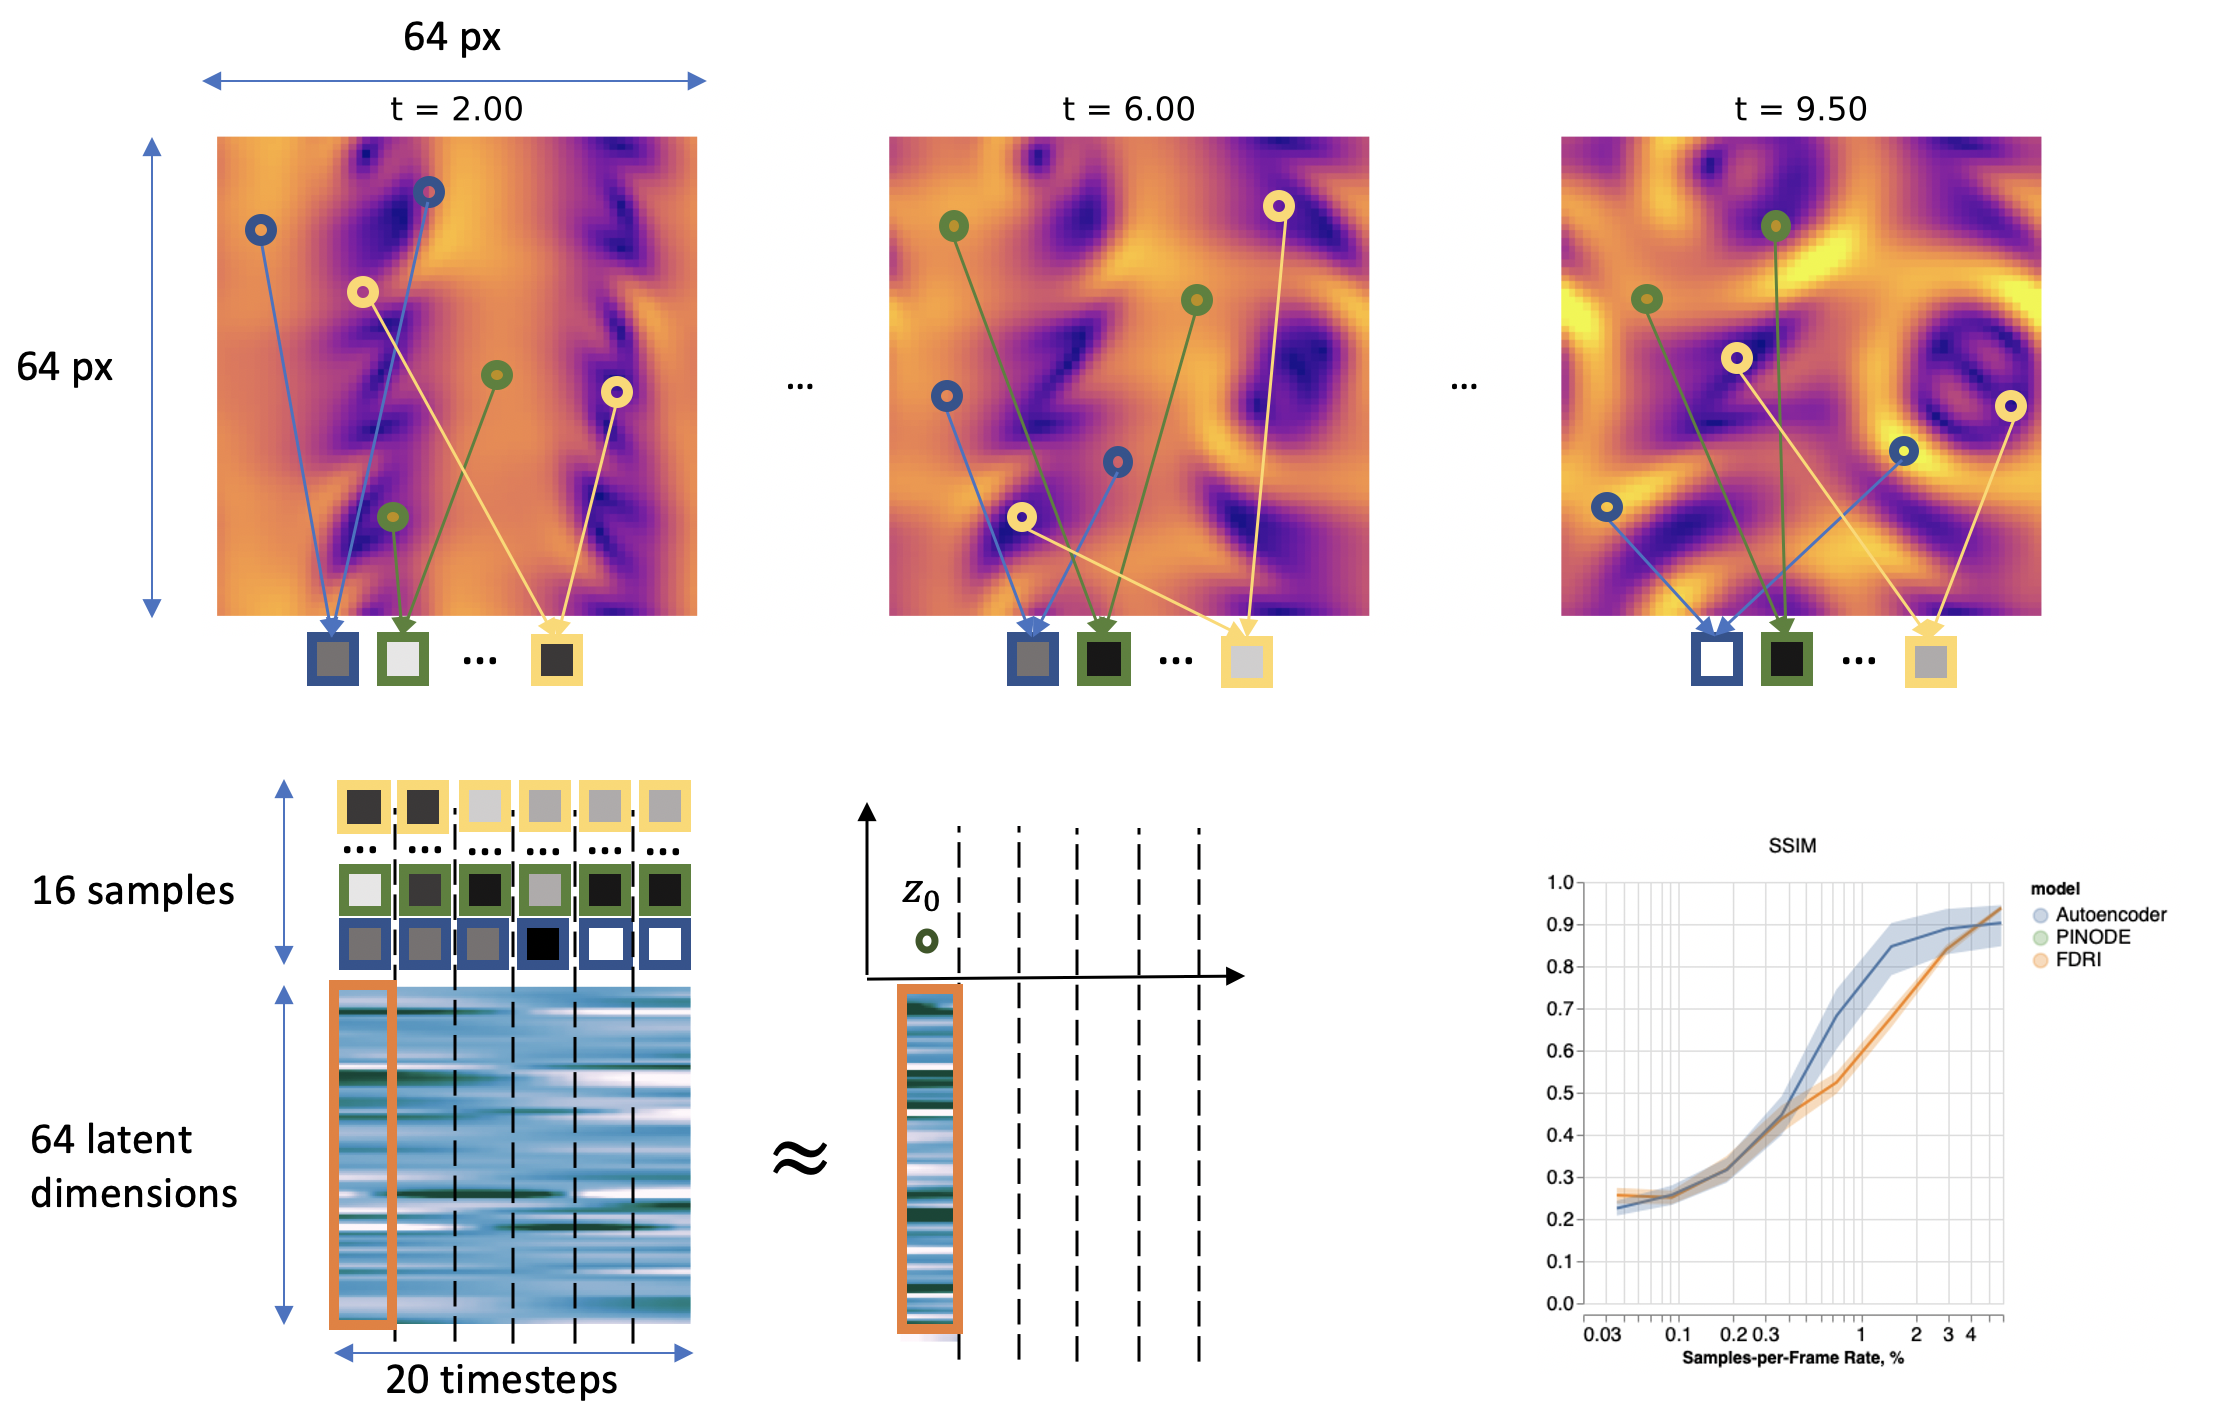 64 px
t = 2.00
t = 6.00
t = 9.50
64 px
...
...
...
...
...
16 samples
... ... ... ... ... ...
64 latent
dimensions
20 timesteps
z₀
≈
SSIM
1.0
0.9
0.8
0.7
0.6
0.5
0.4
0.3
0.2
0.1
0.0
0.03 0.1 0.2 0.3 1 2 3 4
Samples-per-Frame Rate, %
model
Autoencoder
PINODE
FDRI